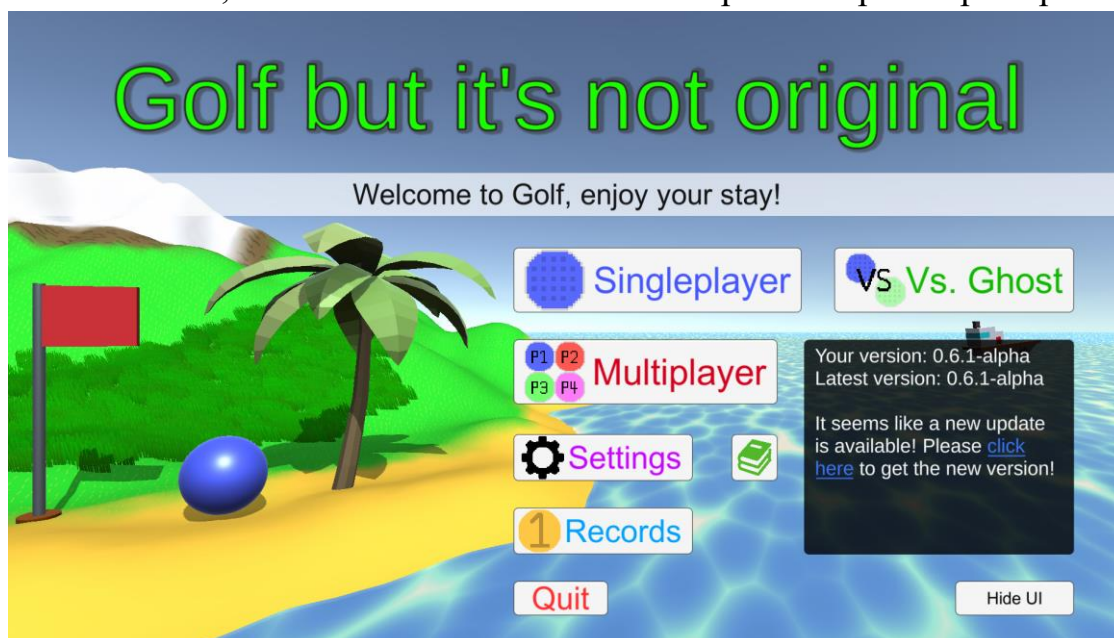 Golf but it's not original
Welcome to Golf, enjoy your stay!
Singleplayer
VS Vs. Ghost
P1 P2
P3 P4
Multiplayer
Your version: 0.6.1-alpha
Latest version: 0.6.1-alpha
It seems like a new update
is available! Please click
here to get the new version!
Settings
1 Records
Quit
Hide UI